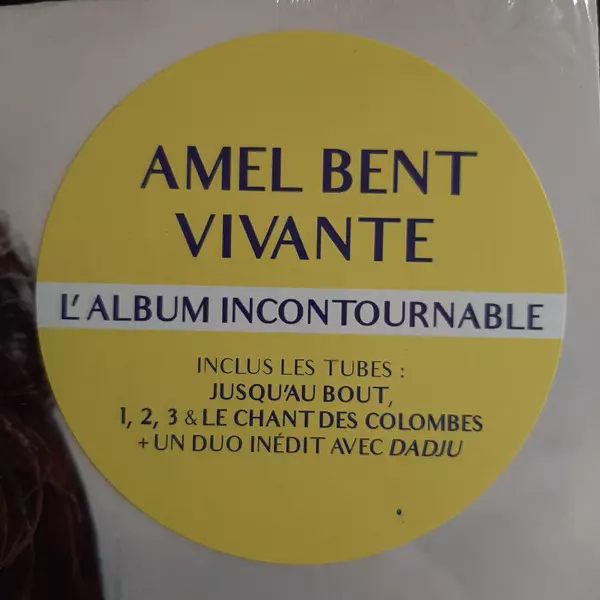 AMEL BENT
VIVANTE
L'ALBUM INCONTOURNABLE
INCLUS LES TUBES :
JUSQU'AU BOUT,
1, 2, 3 & LE CHANT DES COLOMBES
+ UN DUO INÉDIT AVEC DADJU